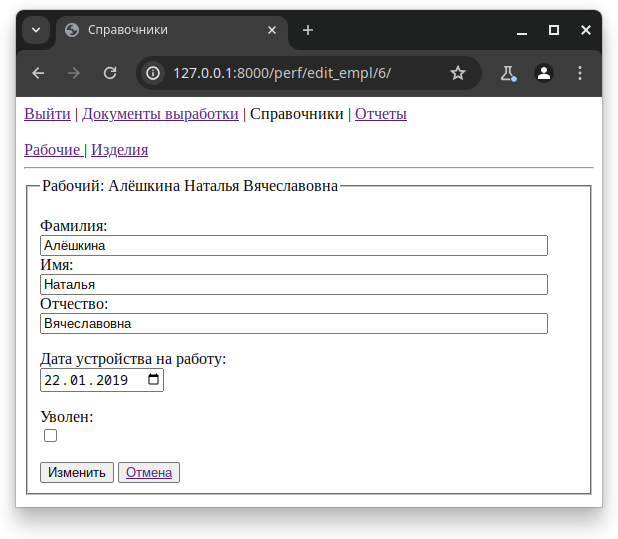 Справочники
127.0.0.1:8000/perf/edit_empl/6/
Выйти | Документы выработки | Справочники | Отчеты
Рабочие | Изделия
Рабочий: Алёшкина Наталья Вячеславовна
Фамилия:
Алёшкина
Имя:
Наталья
Отчество:
Вячеславовна
Дата устройства на работу:
22.01.2019
Уволен:
Изменить Отмена